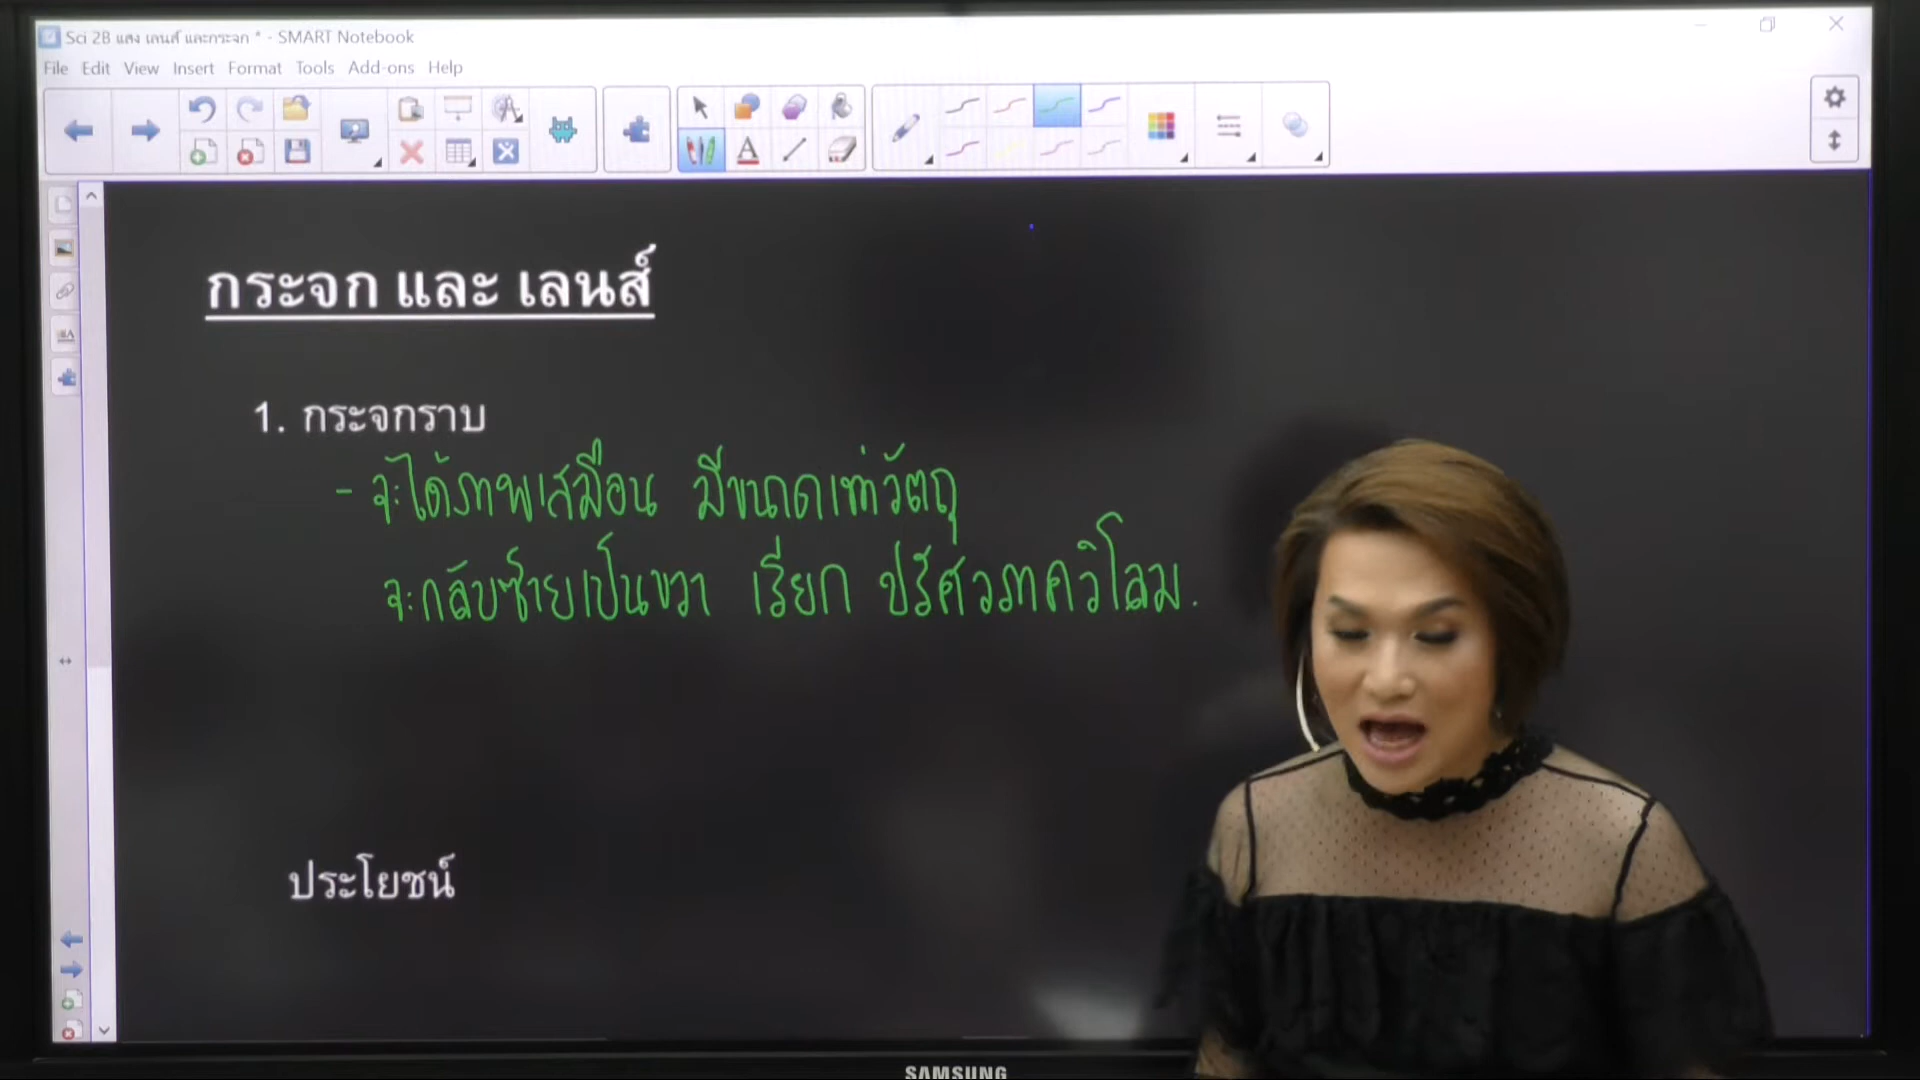 Sci 28 แสง เลนส์ และกระจก * - SMART Notebook
File Edit View Insert Format Tools Add-ons Help
กระจก และ เลนส์
1. กระจกราบ
- จะได้ภาพเสมือน มีขนาดเท่าวัตถุ
จะกลับซ้ายเป็นขวา เรียก ปรัศวภาควิโลม.
ประโยชน์
SAMSUNG